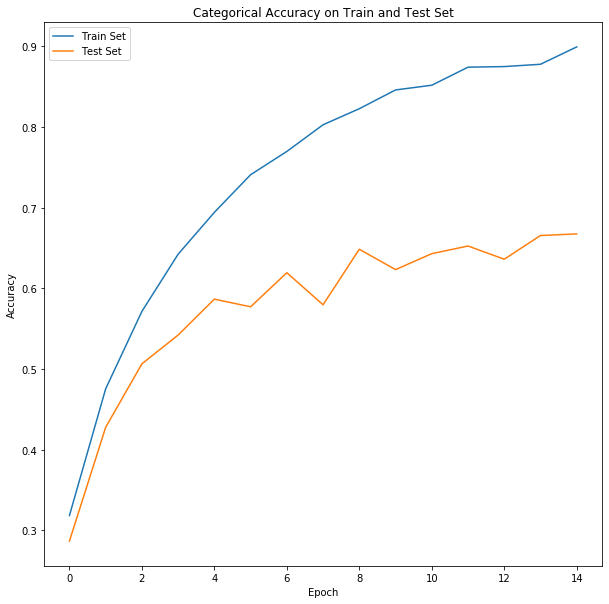 Categorical Accuracy on Train and Test Set
Train Set
Test Set
0.9
0.8
0.7
0.6
0.5
0.4
0.3
Accuracy
0 2 4 6 8 10 12 14
Epoch